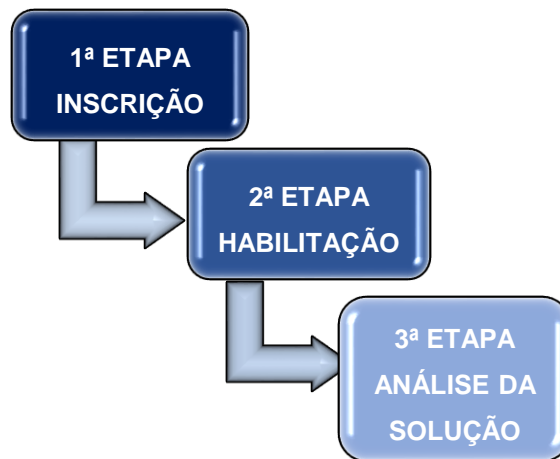 1ª ETAPA
INSCRIÇÃO
2ª ETAPA
HABILITAÇÃO
3ª ETAPA
ANÁLISE DA
SOLUÇÃO